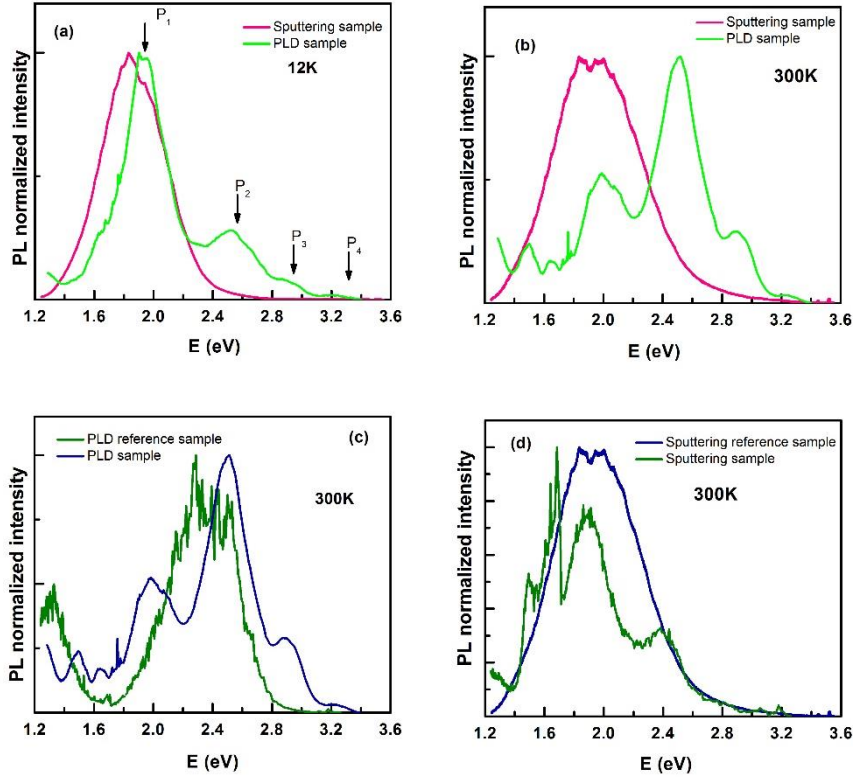 (a)
P1
Sputtering sample
PLD sample
12K
P2
P3
P4
PL normalized intensity
1.2 1.6 2.0 2.4 2.8 3.2 3.6
E (eV)
(b)
Sputtering sample
PLD sample
300K
PL normalized intensity
1.2 1.6 2.0 2.4 2.8 3.2 3.6
E (eV)
(c)
PLD reference sample
PLD sample
300K
PL normalized intensity
1.2 1.6 2.0 2.4 2.8 3.2 3.6
E (eV)
(d)
Sputtering reference sample
Sputtering sample
300K
PL normalized intensity
1.2 1.6 2.0 2.4 2.8 3.2 3.6
E (eV)